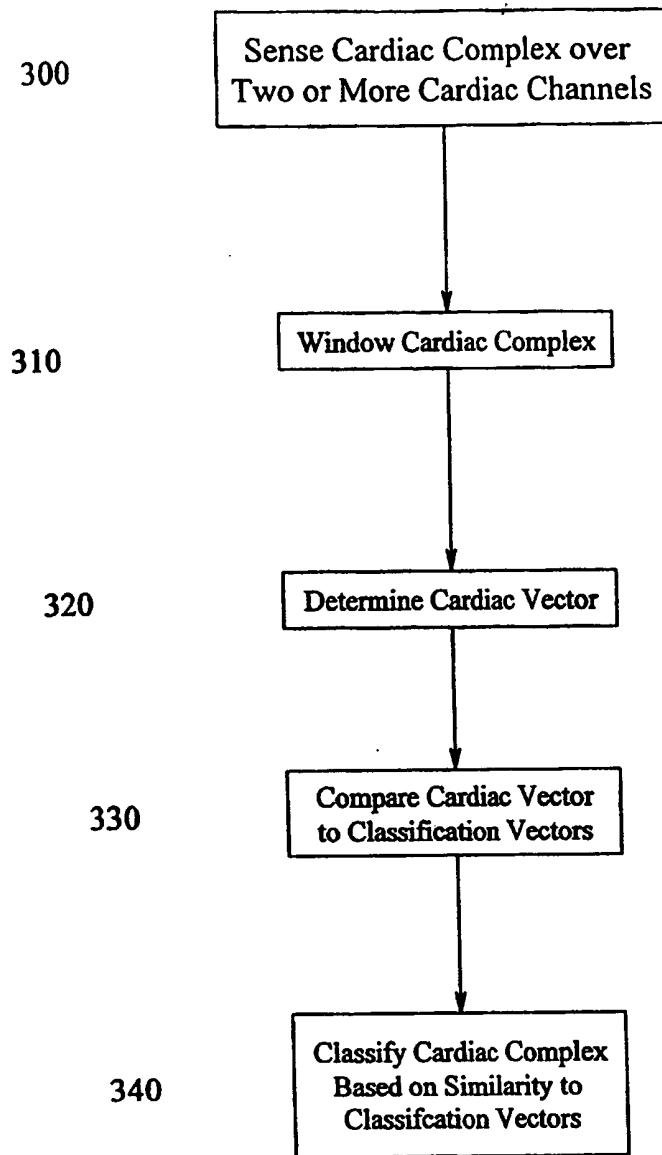 300
Sense Cardiac Complex over
Two or More Cardiac Channels
310
Window Cardiac Complex
320
Determine Cardiac Vector
330
Compare Cardiac Vector
to Classification Vectors
340
Classify Cardiac Complex
Based on Similarity to
Classifcation Vectors